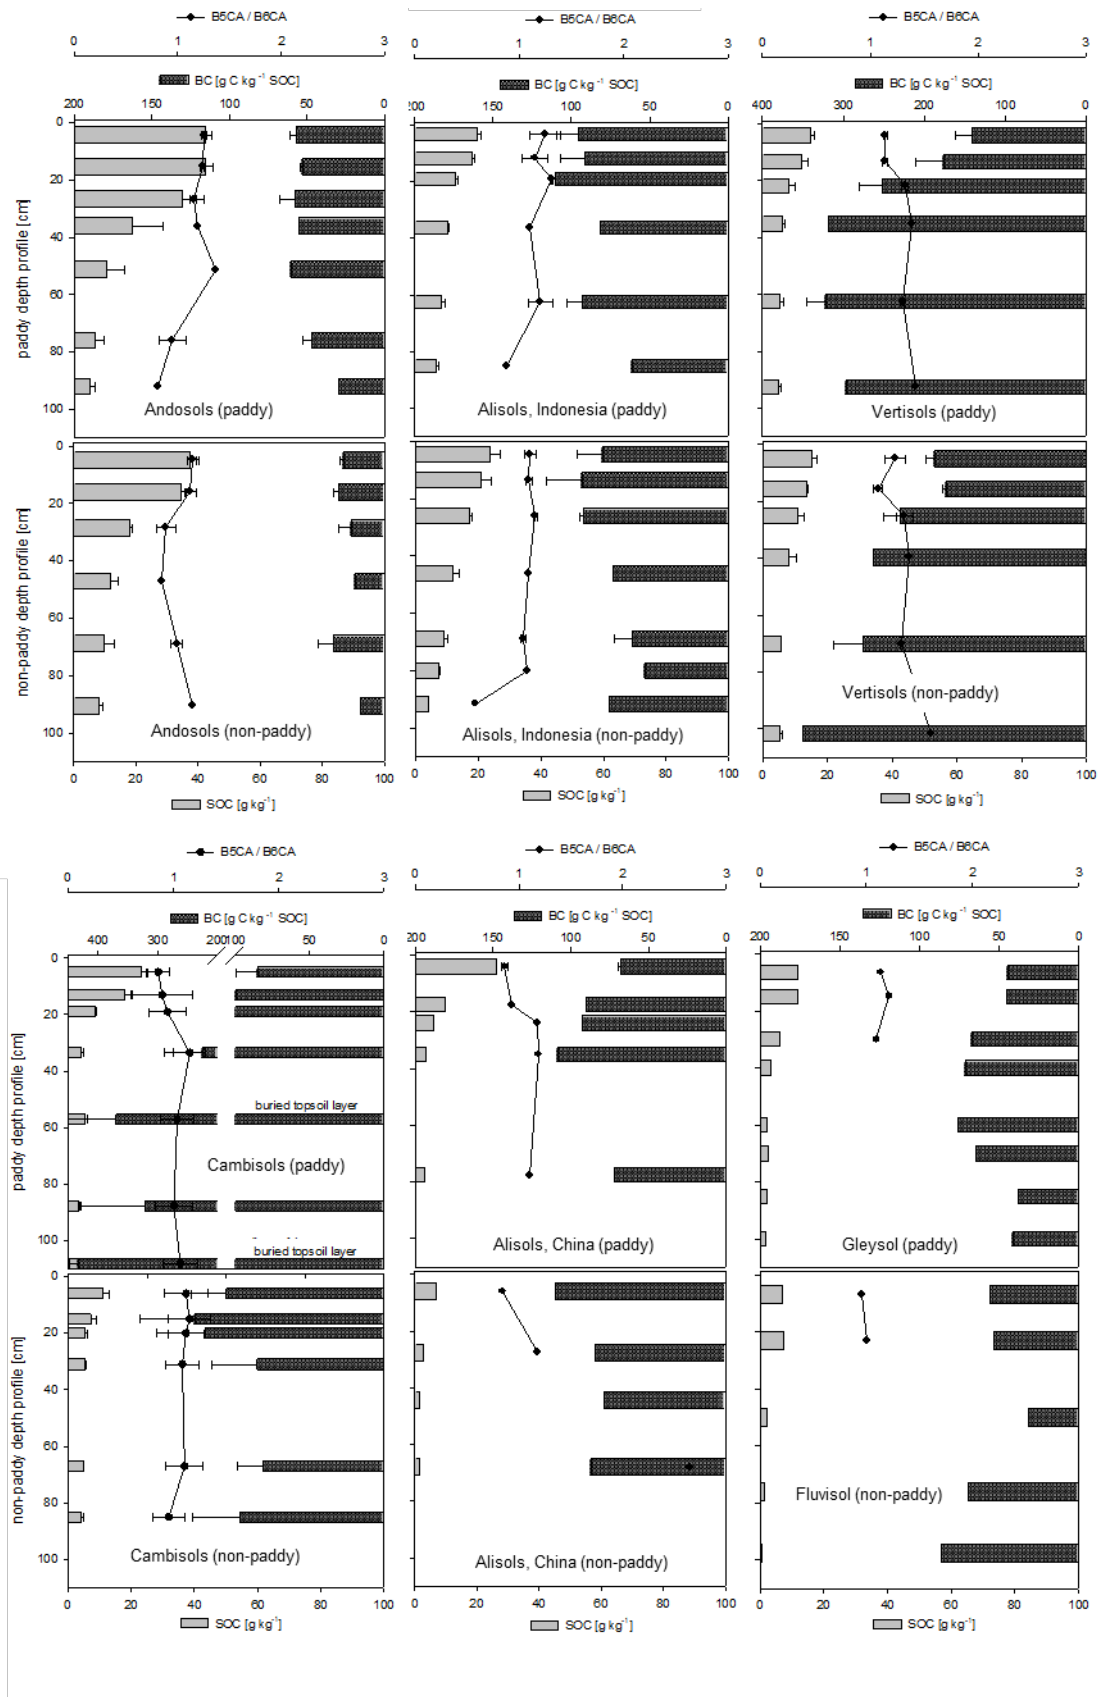 B5CA / B6CA
B5CA / B6CA
B5CA / B6CA
0 1 2 3
0 1 2 3
0 1 2 3
BC [g C kg⁻¹ SOC]
BC [g C kg⁻¹ SOC]
BC [g C kg⁻¹ SOC]
200 150 100 50 0
200 150 100 50 0
400 300 200 100 0
paddy depth profile [cm]
0
20
40
60
80
100
Andosols (paddy)
Alisols, Indonesia (paddy)
Vertisols (paddy)
non-paddy depth profile [cm]
0
20
40
60
80
100
Andosols (non-paddy)
Alisols, Indonesia (non-paddy)
Vertisols (non-paddy)
0 20 40 60 80 100
0 20 40 60 80 100
0 20 40 60 80 100
SOC [g kg⁻¹]
SOC [g kg⁻¹]
SOC [g kg⁻¹]
B5CA / B6CA
B5CA / B6CA
B5CA / B6CA
0 1 2 3
0 1 2 3
0 1 2 3
BC [g C kg⁻¹ SOC]
BC [g C kg⁻¹ SOC]
BC [g C kg⁻¹ SOC]
400 300 50 0
200 150 100 50 0
200 150 100 50 0
paddy depth profile [cm]
0
20
40
60
80
100
buried topsoil layer
Cambisols (paddy)
buried topsoil layer
Alisols, China (paddy)
Gleysol (paddy)
non-paddy depth profile [cm]
0
20
40
60
80
100
Cambisols (non-paddy)
Alisols, China (non-paddy)
Fluvisol (non-paddy)
0 20 40 60 80 100
0 20 40 60 80 100
0 20 40 60 80 100
SOC [g kg⁻¹]
SOC [g kg⁻¹]
SOC [g kg⁻¹]